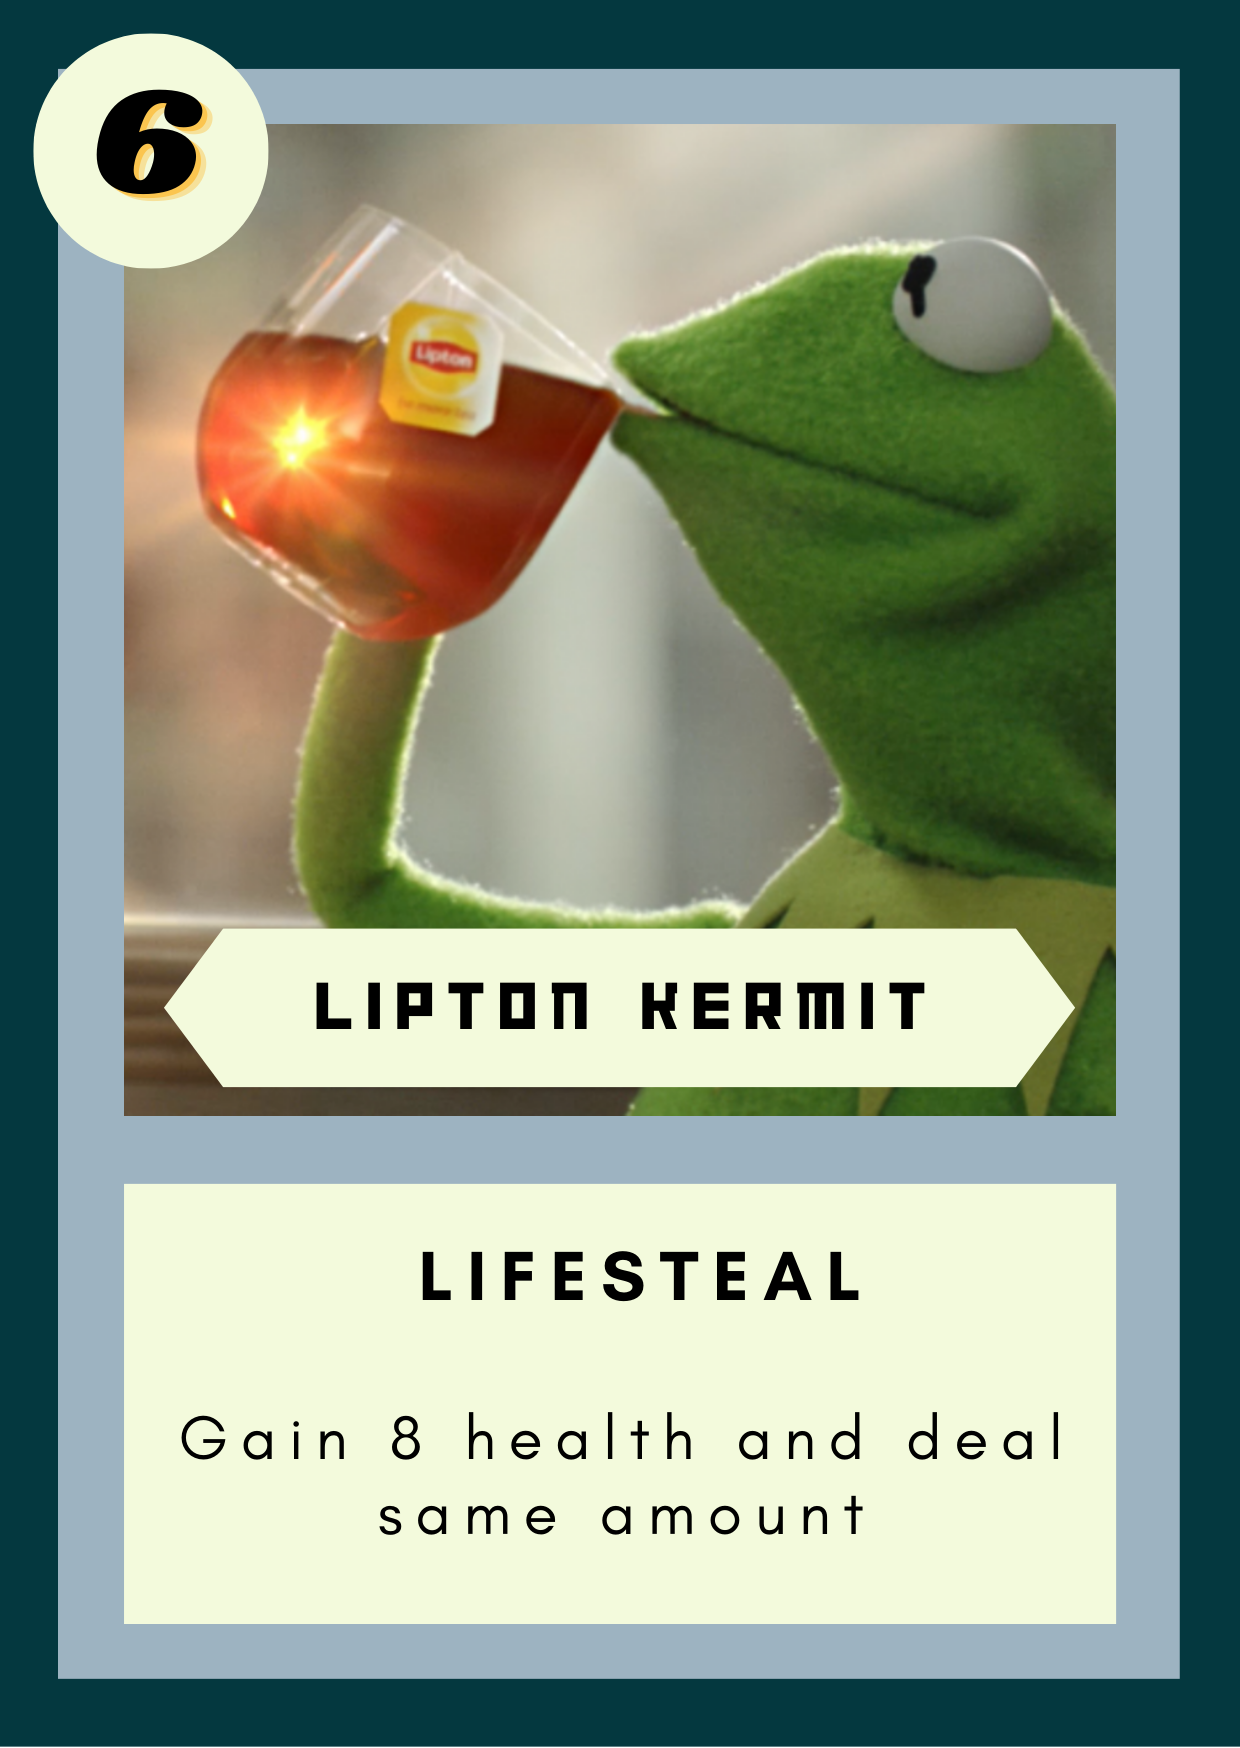 6
Lipton
LIPTON KERMIT
LIFESTEAL
Gain 8 health and deal
same amount